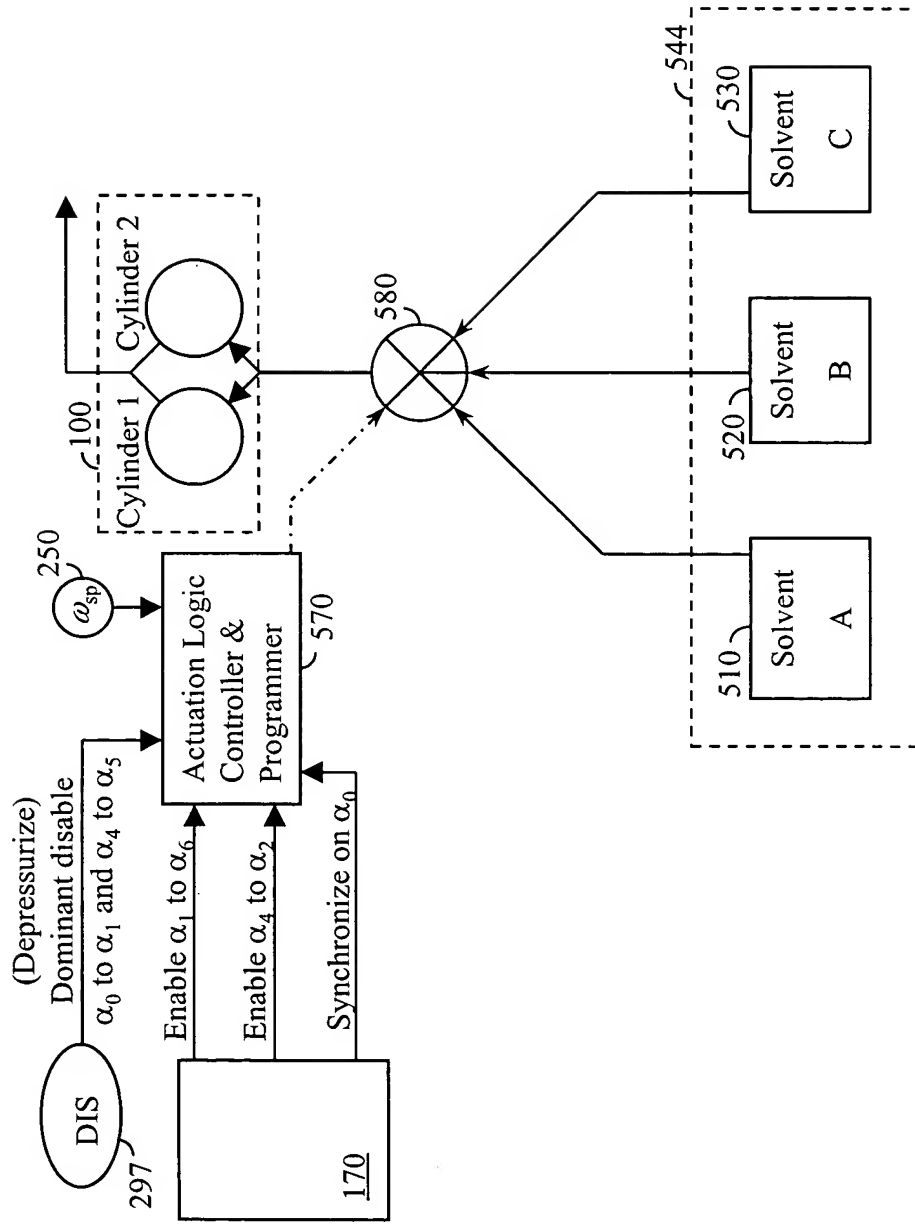 (Depressurize)
Dominant disable
α₀ to α₁ and α₄ to α₅
DIS
297
Enable α₁ to α₆
Enable α₄ to α₂
Synchronize on α₀
170
ωsp
250
Actuation Logic
Controller &
Programmer
570
100
Cylinder 1
Cylinder 2
580
544
510
Solvent
A
520
Solvent
B
530
Solvent
C